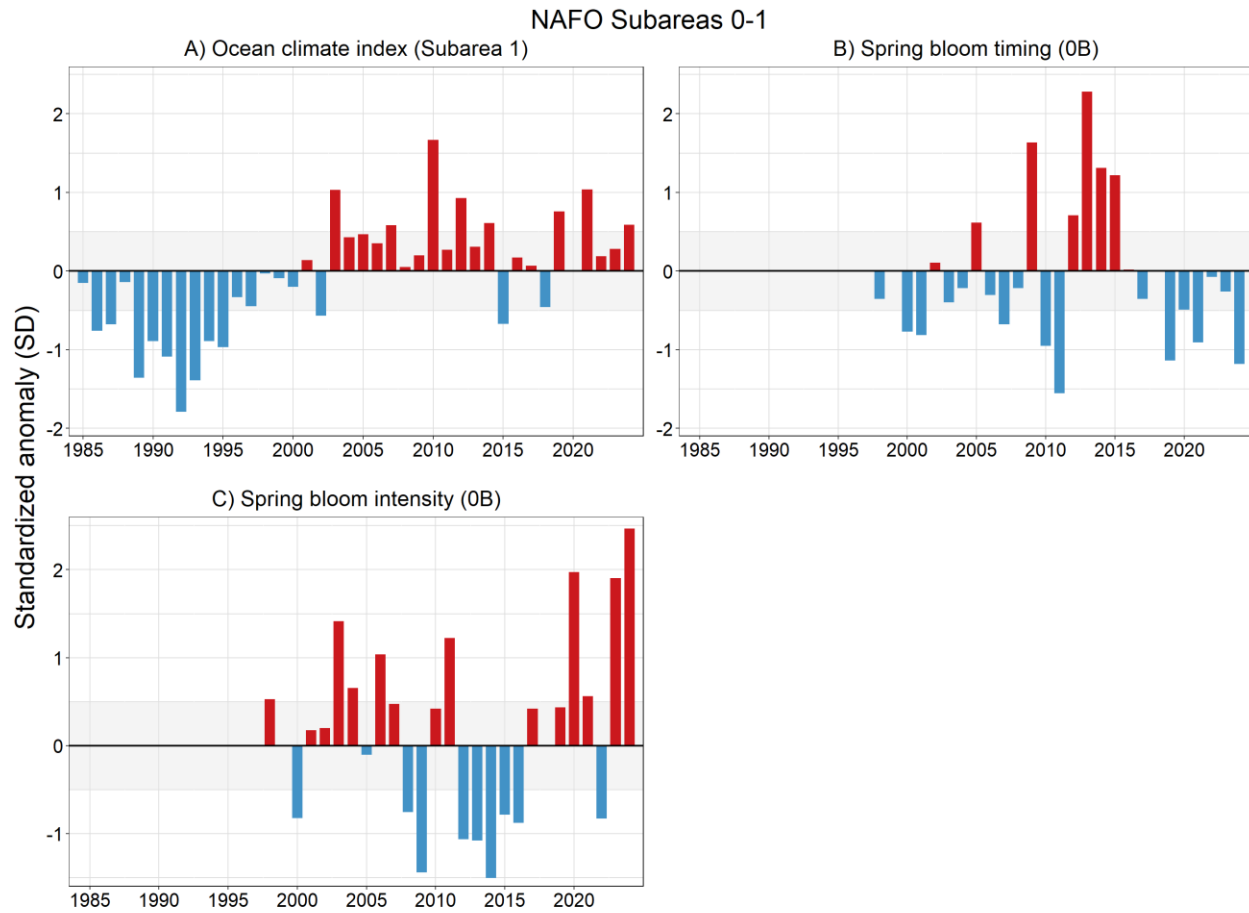 NAFO Subareas 0-1
A) Ocean climate index (Subarea 1)
2
1
0
-1
-2
1985 1990 1995 2000 2005 2010 2015 2020
B) Spring bloom timing (0B)
2
1
0
-1
-2
1985 1990 1995 2000 2005 2010 2015 2020
Standardized anomaly (SD)
C) Spring bloom intensity (0B)
2
1
0
-1
1985 1990 1995 2000 2005 2010 2015 2020